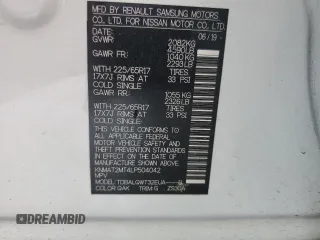 MFD BY RENAULT SAMSUNG MOTORS
CO. LTD. FOR NISSAN MOTOR CO. LTD.
DATE: 06/19
GVWR: 2082KG
4590LB
GAWR FR: 1040KG
2293LB
WITH 225/65R17 TIRES
17X7J RIMS AT 33 PSI
COLD SINGLE
GAWR RR: 1055KG
2326LB
WITH 225/65R17 TIRES
17X7J RIMS AT 33 PSI
COLD SINGLE
THIS VEHICLE CONFORMS TO ALL
APPLICABLE FEDERAL MOTOR VEHICLE
SAFETY AND THEFT PREVENTION
STANDARDS IN EFFECT ON THE DATE
OF MANUFACTURE SHOWN ABOVE.
KNMAT2MT4LP504042
MPV
MODEL
COLOR QAK TRIM G